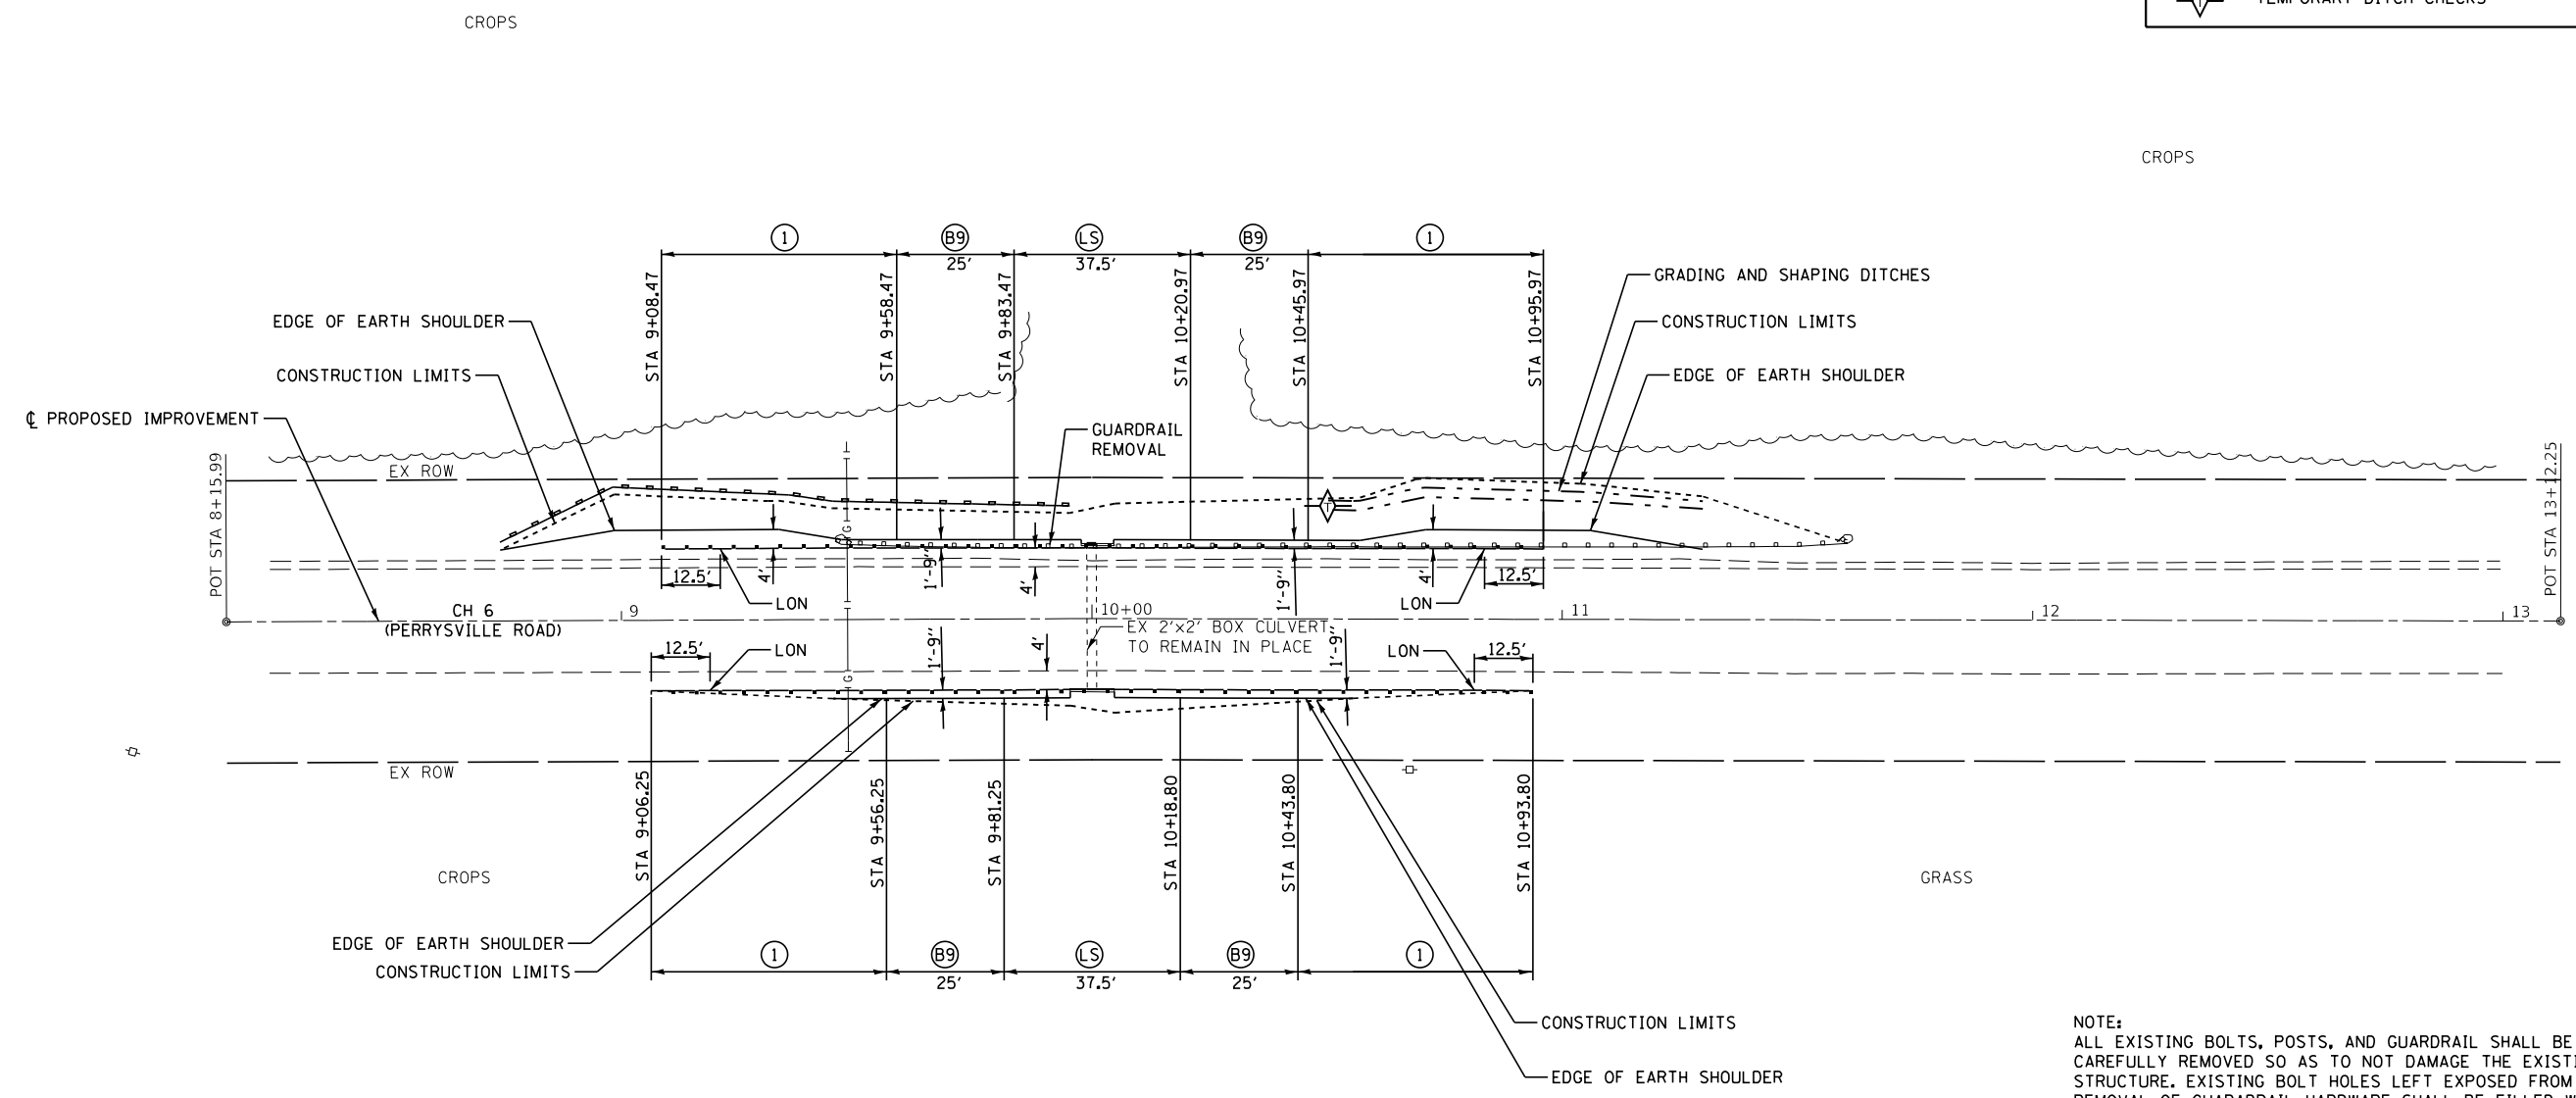 TEMPORARY DITCH CHECKS
CROPS
CROPS
1
B9
LS
B9
1
25'
37.5'
25'
STA 9+08.47
STA 9+58.47
STA 9+83.47
STA 10+20.97
STA 10+45.97
STA 10+95.97
GRADING AND SHAPING DITCHES
CONSTRUCTION LIMITS
EDGE OF EARTH SHOULDER
EDGE OF EARTH SHOULDER
CONSTRUCTION LIMITS
℄ PROPOSED IMPROVEMENT
GUARDRAIL
REMOVAL
EX ROW
POT STA 8+15.99
POT STA 13+12.25
T
G
12.5'
4'
1'-9"
4'
1'-9"
4'
12.5'
LON
LON
CH 6
(PERRYSVILLE ROAD)
9
10+00
11
12
13
EX 2'x2' BOX CULVERT
TO REMAIN IN PLACE
12.5'
LON
1'-9"
4'
1'-9"
LON
12.5'
G
EX ROW
STA 9+06.25
STA 9+56.25
STA 9+81.25
STA 10+18.80
STA 10+43.80
STA 10+93.80
CROPS
GRASS
EDGE OF EARTH SHOULDER
CONSTRUCTION LIMITS
1
B9
LS
B9
1
25'
37.5'
25'
CONSTRUCTION LIMITS
EDGE OF EARTH SHOULDER
NOTE:
ALL EXISTING BOLTS, POSTS, AND GUARDRAIL SHALL BE
CAREFULLY REMOVED SO AS TO NOT DAMAGE THE
STRUCTURE. EXISTING BOLT HOLES LEFT EXPOSED FROM